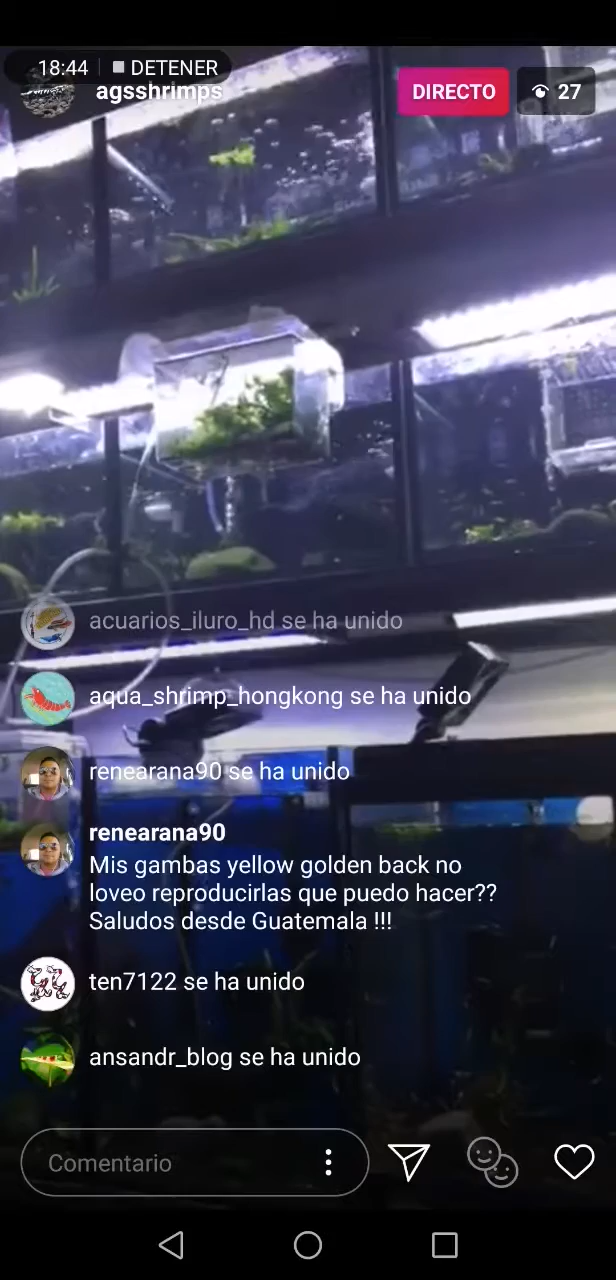 18:44 DETENER
agsshrimps
DIRECTO
27
acuarios_iluro_hd se ha unido
aqua_shrimp_hongkong se ha unido
renearana90 se ha unido
renearana90
Mis gambas yellow golden back no
loveo reproducirlas que puedo hacer??
Saludos desde Guatemala !!!
ten7122 se ha unido
ansandr_blog se ha unido
Comentario